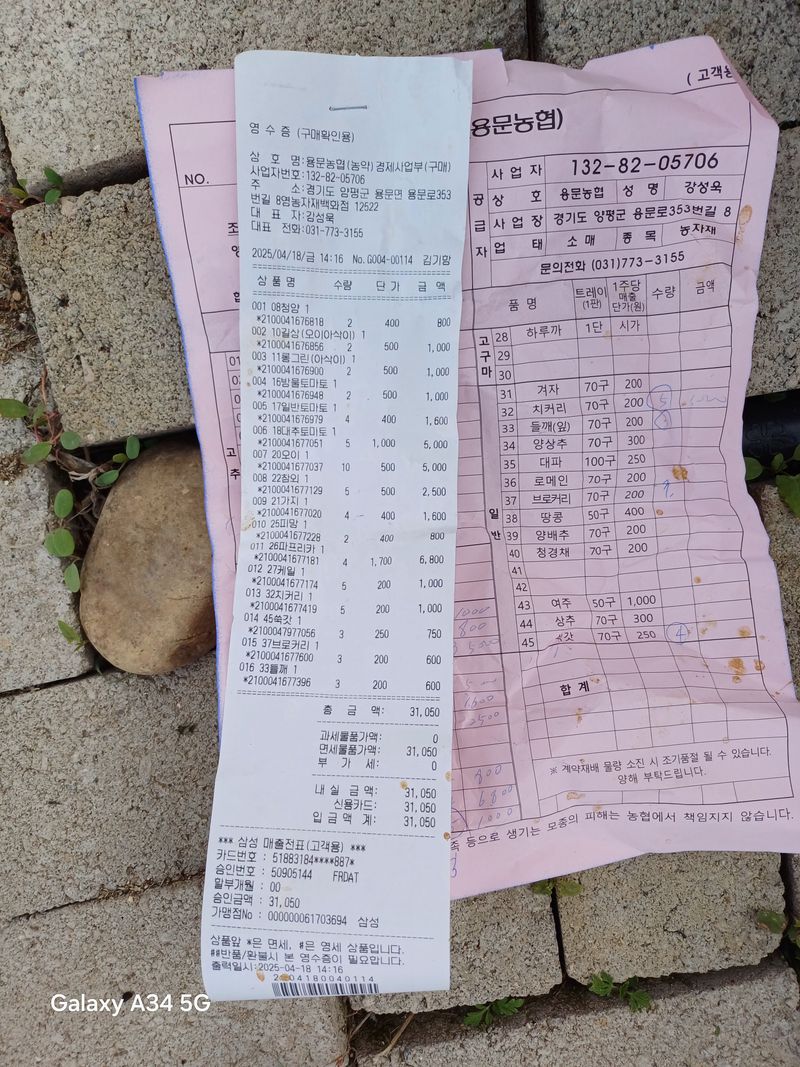 영수증 (구매확인용)
상 호 명:용문농협(농약)경제사업부(구매)
사업자번호:132-82-05706
주 소:경기도 양평군 용문면 용문로353
번길 8영농자재백화점 12522
대 표 자:강성욱
대표 전화:031-773-3155
2025/04/18/금 14:16 No.G004-00114 김기함
상 품 명 수량 단 가 금 액
001 08청양 1
*2100041676818 2 400 800
002 10길상(오이아삭이) 1
*2100041676856 2 500 1,000
003 11롱그린(아삭이) 1
*2100041676900 2 500 1,000
004 16방울토마토 1
*2100041676948 2 500 1,000
005 17일반토마토 1
*2100041676979 4 400 1,600
006 18대추토마토 1
*2100041677051 5 1,000 5,000
007 20오이 1
*2100041677037 10 500 5,000
008 22참외 1
*2100041677129 5 500 2,500
009 21가지 1
*2100041677020 4 400 1,600
010 25피망 1
*2100041677228 2 400 800
011 26파프리카 1
*2100041677181 4 1,700 6,800
012 27케일 1
*2100041677174 5 200 1,000
013 32치커리 1
*2100041677419 5 200 1,000
014 45쑥갓 1
*2100047977056 3 250 750
015 37브로커리 1
*2100041677600 3 200 600
016 33들깨 1
*2100041677396 3 200 600
총 금 액: 31,050
과세물품가액: 0
면세물품가액: 31,050
부 가 세: 0
내 실 금 액: 31,050
신용카드: 31,050
입 금 액 계: 31,050
*** 삼성 매출전표(고객용) ***
카드번호 : 51883184****887*
승인번호 : 50905144 FRDAT
할부개월 : 00
승인금액 : 31,050
가맹점No : 000000061703694 삼성
상품앞 *은 면세, #은 영세 상품입니다.
##반품/환불시 본 영수증이 필요합니다.
출력일시:2025-04-18 14:16
(고객용
용문농협)
NO.
공 급 자
사업자 132-82-05706
상 호 용문농협 성 명 강성욱
사업장 경기도 양평군 용문로353번길 8
업 태 소매 종 목 농자재
문의전화 (031)773-3155
품 명 트레이(1판) 1주당 매출 단가(원) 수량 금액
고구마
28 하루까 1단 시가
29
30
일반
31 겨자 70구 200
32 치커리 70구 200 5
33 들깨(잎) 70구 200
34 양상추 70구 300
35 대파 100구 250
36 로메인 70구 200
37 브로커리 70구 200
38 땅콩 50구 400
39 양배추 70구 200
40 청경채 70구 200
41
42
43 여주 50구 1,000
44 상추 70구 300
45 쑥갓 70구 250 4
합 계
※ 계약재배 물량 소진 시 조기품절 될 수 있습니다.
양해 부탁드립니다.
등으로 생기는 모종의 피해는 농협에서 책임지지 않습니다.
Galaxy A34 5G